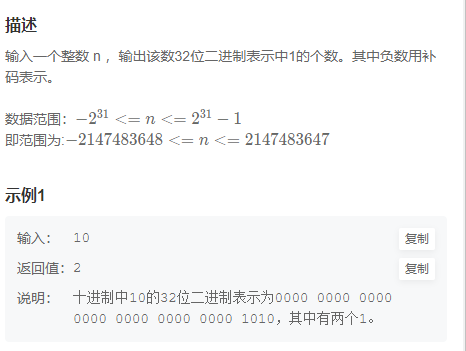 描述
输入一个整数 n ，输出该数32位二进制表示中1的个数。其中负数用补
码表示。
数据范围：−2³¹ <= n <= 2³¹ − 1
即范围为:−2147483648 <= n <= 2147483647
示例1
输入： 10 复制
返回值：2 复制
说明： 十进制中10的32位二进制表示为0000 0000 0000
0000 0000 0000 0000 1010，其中有两个1。